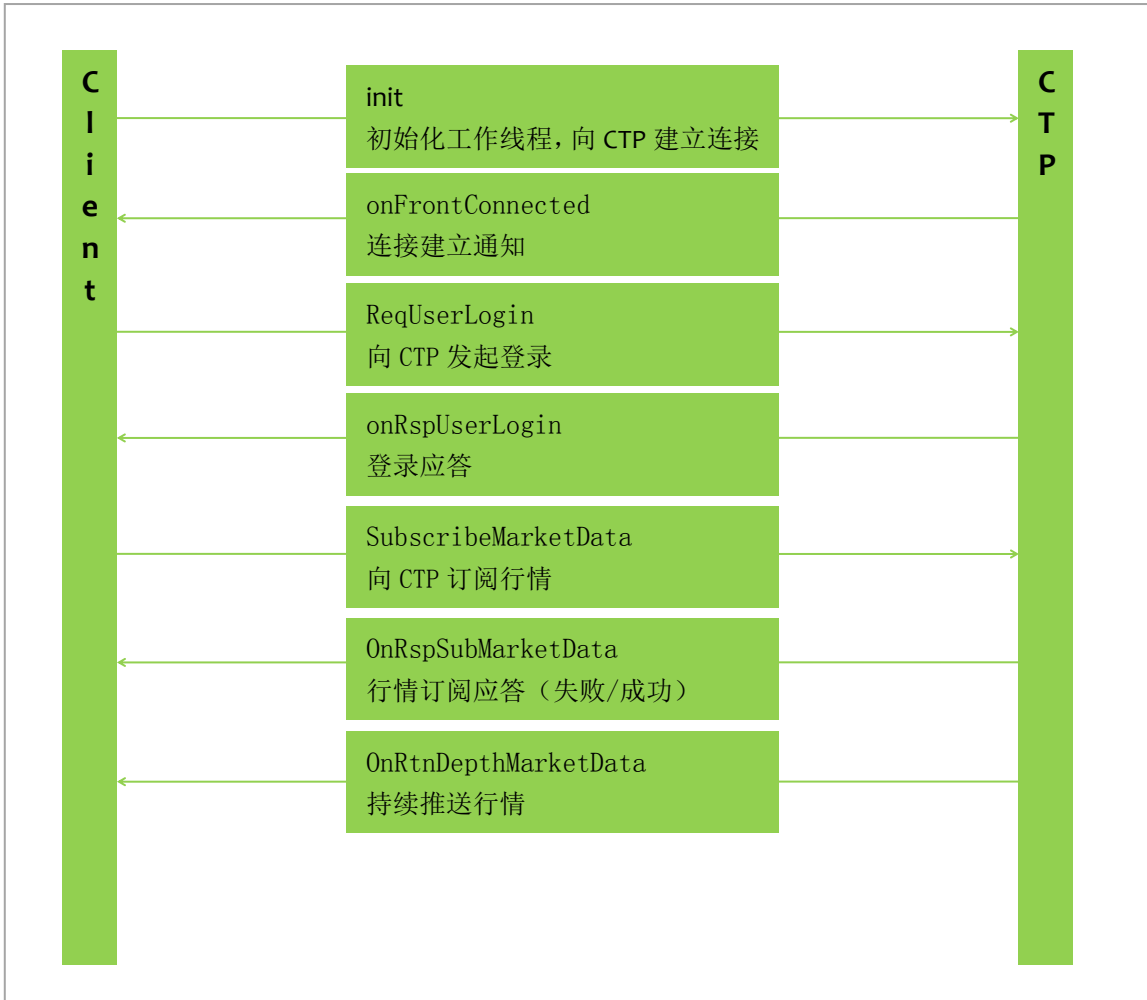 Client
CTP
init
初始化工作线程，向 CTP 建立连接
onFrontConnected
连接建立通知
ReqUserLogin
向 CTP 发起登录
onRspUserLogin
登录应答
SubscribeMarketData
向 CTP 订阅行情
OnRspSubMarketData
行情订阅应答（失败/成功）
OnRtnDepthMarketData
持续推送行情